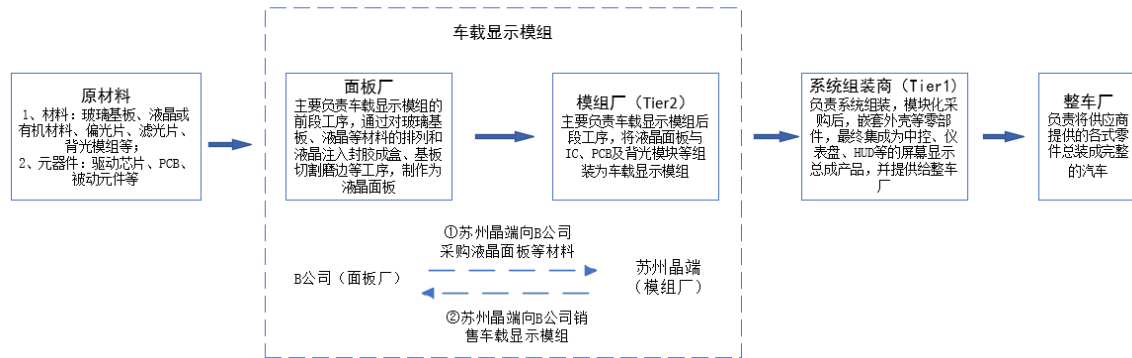 车载显示模组
原材料
1、材料：玻璃基板、液晶或
有机材料、偏光片、滤光片、
背光模组等；
2、元器件：驱动芯片、PCB、
被动元件等
面板厂
主要负责车载显示模组的
前段工序，通过对玻璃基
板、液晶等材料的排列和
液晶注入封胶成盒、基板
切割磨边等工序，制作为
液晶面板
模组厂（Tier2）
主要负责车载显示模组后
段工序，将液晶面板与
IC、PCB及背光模块等组
装为车载显示模组
系统组装商（Tier1）
负责系统组装，模块化采
购后，嵌套外壳等零部
件，最终集成为中控、仪
表盘、HUD等的屏幕显示
总成产品，并提供给整车
厂
整车厂
负责将供应商
提供的各式零
件总装成完整
的汽车
①苏州晶端向B公司
采购液晶面板等材料
B公司（面板厂）
苏州晶端
（模组厂）
②苏州晶端向B公司销
售车载显示模组